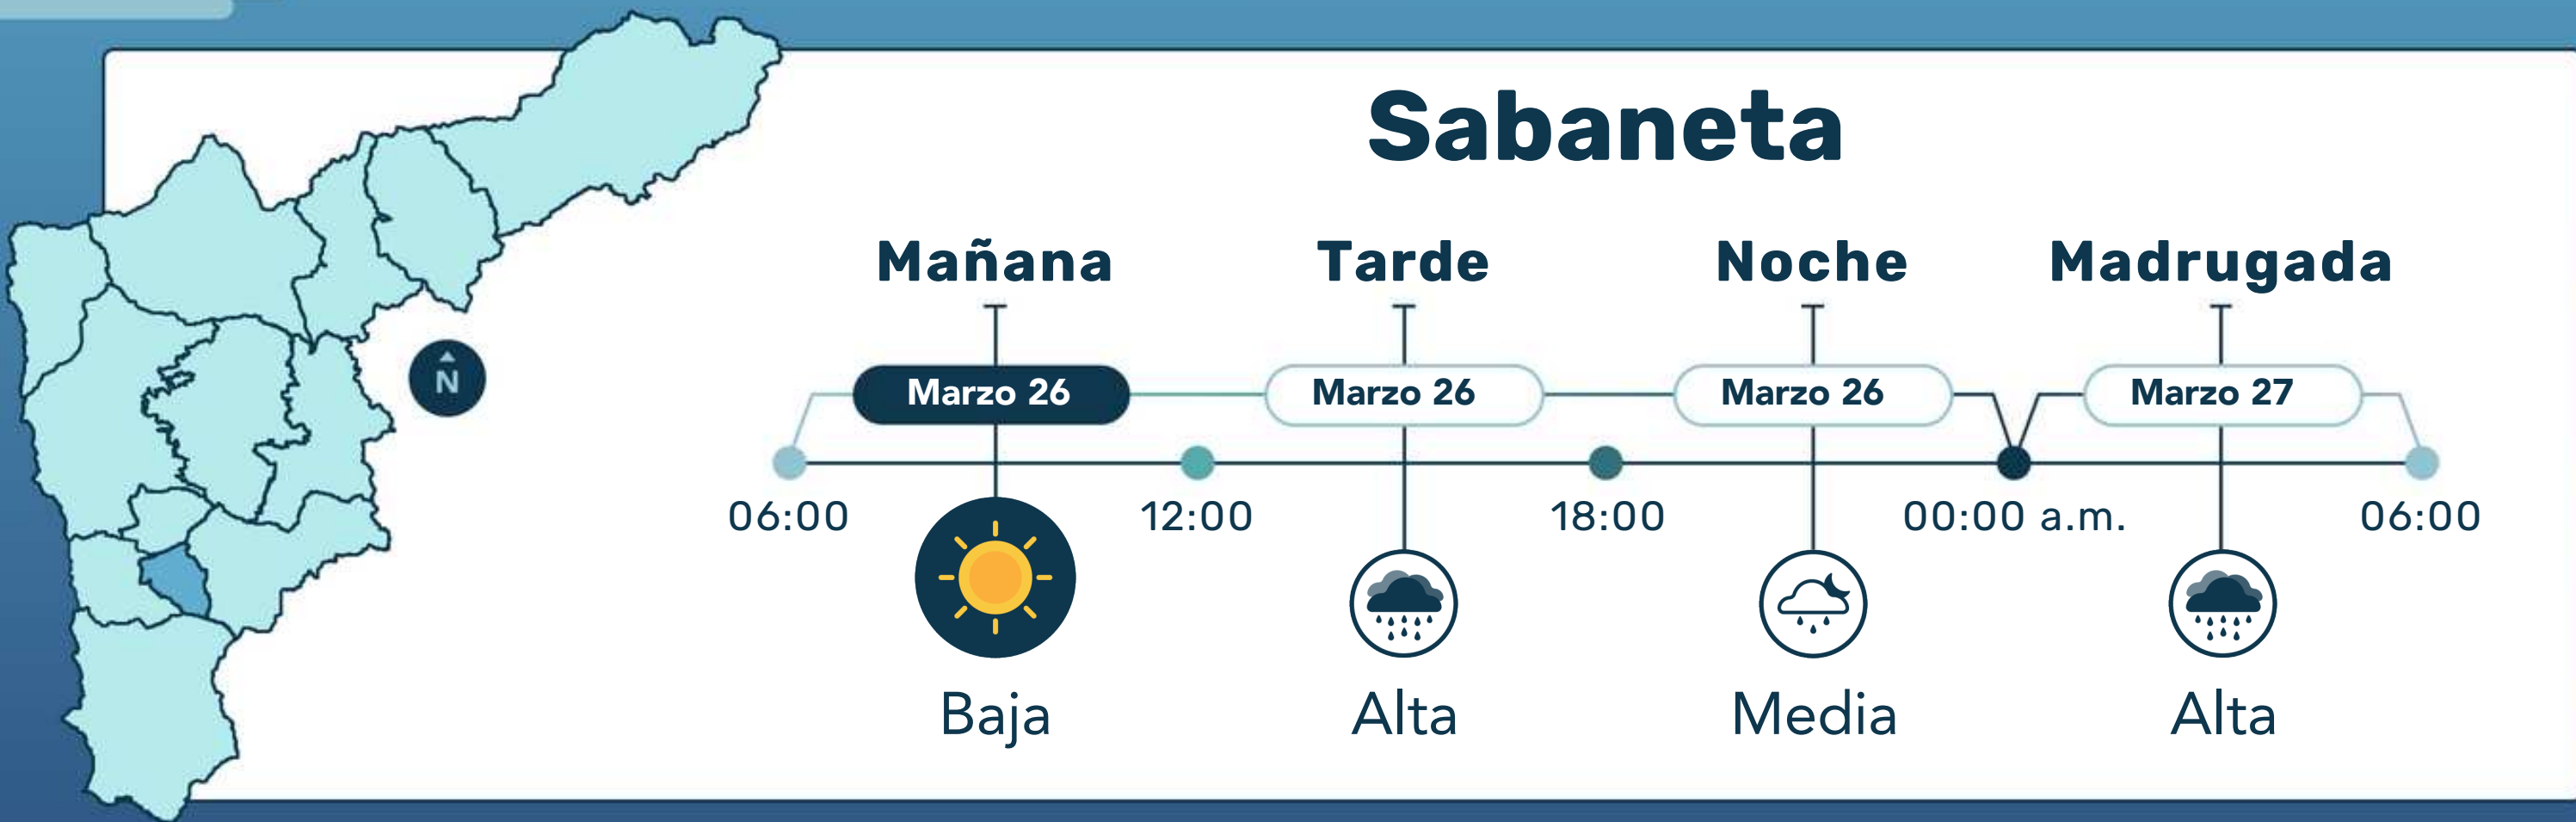 Sabaneta
Mañana Tarde Noche Madrugada
N
Marzo 26 Marzo 26 Marzo 26 Marzo 27
06:00 12:00 18:00 00:00 a.m. 06:00
Baja Alta Media Alta